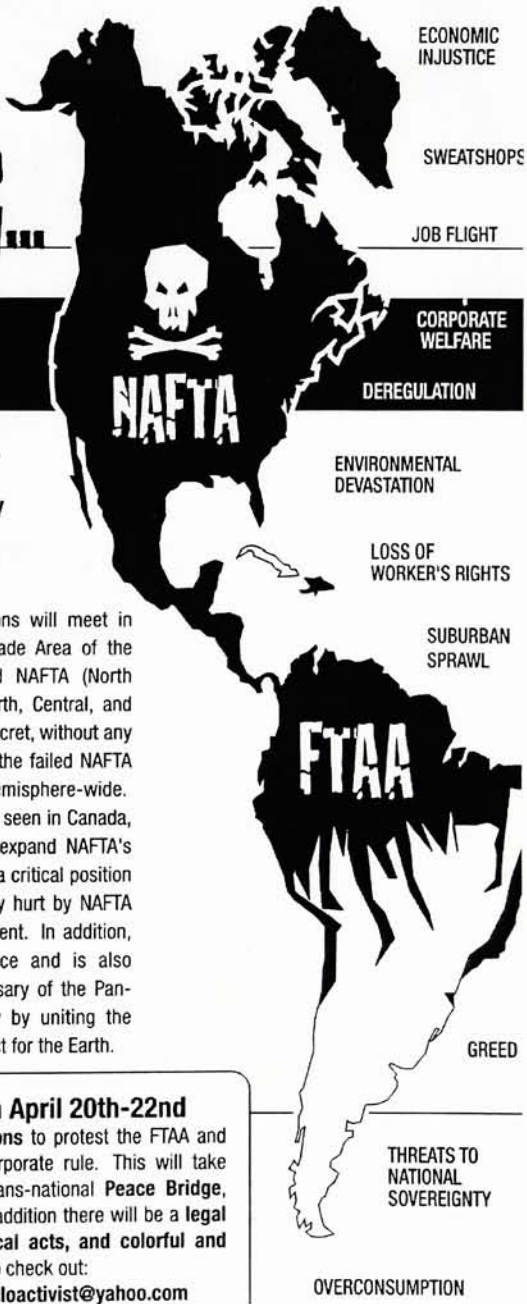 ECONOMIC
INJUSTICE
SWEATSHOPS
JOB FLIGHT
CORPORATE
WELFARE
DEREGULATION
NAFTA
ENVIRONMENTAL
DEVASTATION
LOSS OF
WORKER'S RIGHTS
SUBURBAN
SPRAWL
FTAA
GREED
THREATS TO
NATIONAL
SOVEREIGNTY
OVERCONSUMPTION
ons will meet in
ade Area of the
NAFTA (North
rth, Central, and
cret, without any
the failed NAFTA
misphere-wide.
seen in Canada,
expand NAFTA's
a critical position
y hurt by NAFTA
ent. In addition,
ce and is also
sary of the Pan-
by uniting the
ct for the Earth.
April 20th-22nd
ons to protest the FTAA and
rporate rule. This will take
ans-national Peace Bridge,
addition there will be a legal
cal acts, and colorful and
check out:
loactivist@yahoo.com